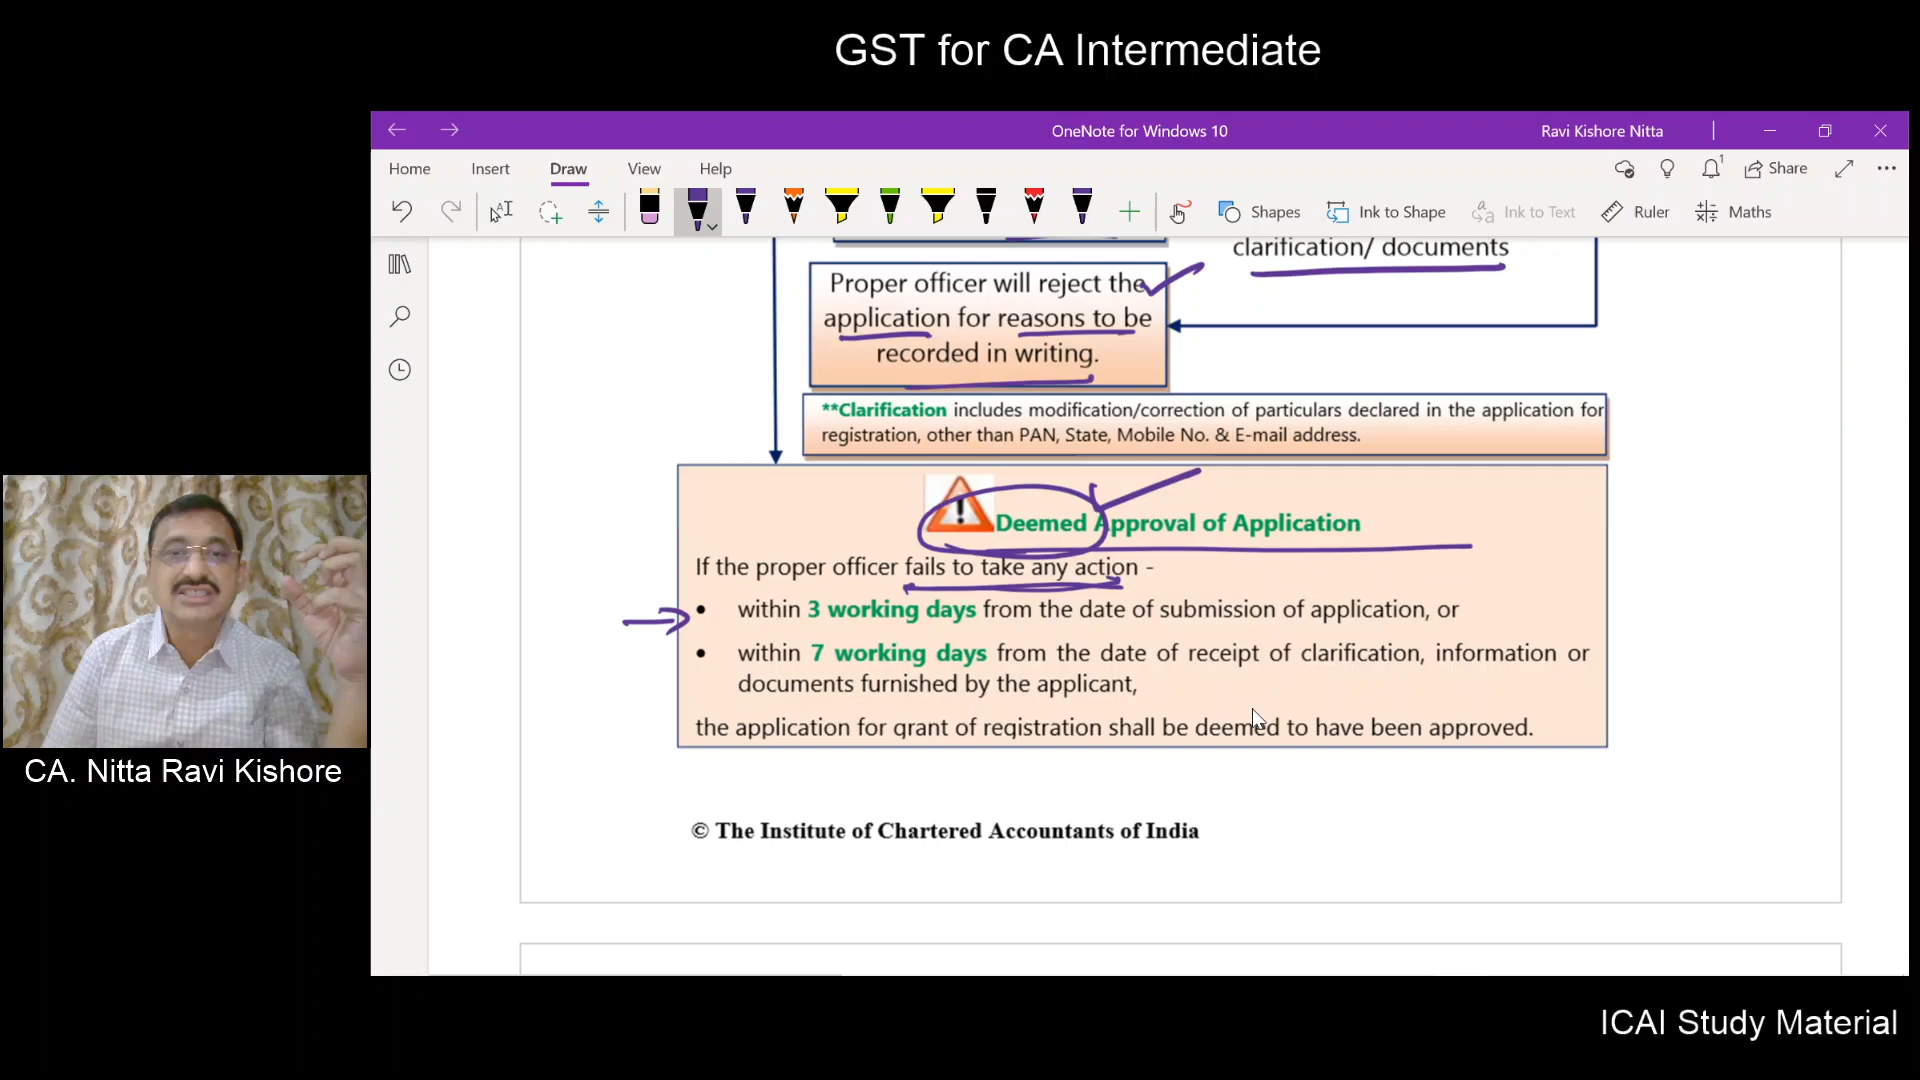 GST for CA Intermediate
OneNote for Windows 10
Ravi Kishore Nitta
Home
Insert
Draw
View
Help
1
Share
Shapes
Ink to Shape
Ink to Text
Ruler
Maths
clarification/ documents
Proper officer will reject the
application for reasons to be
recorded in writing.
**Clarification includes modification/correction of particulars declared in the application for
registration, other than PAN, State, Mobile No. & E-mail address.
Deemed Approval of Application
If the proper officer fails to take any action -
• within 3 working days from the date of submission of application, or
• within 7 working days from the date of receipt of clarification, information or
documents furnished by the applicant,
the application for grant of registration shall be deemed to have been approved.
© The Institute of Chartered Accountants of India
CA. Nitta Ravi Kishore
ICAI Study Material